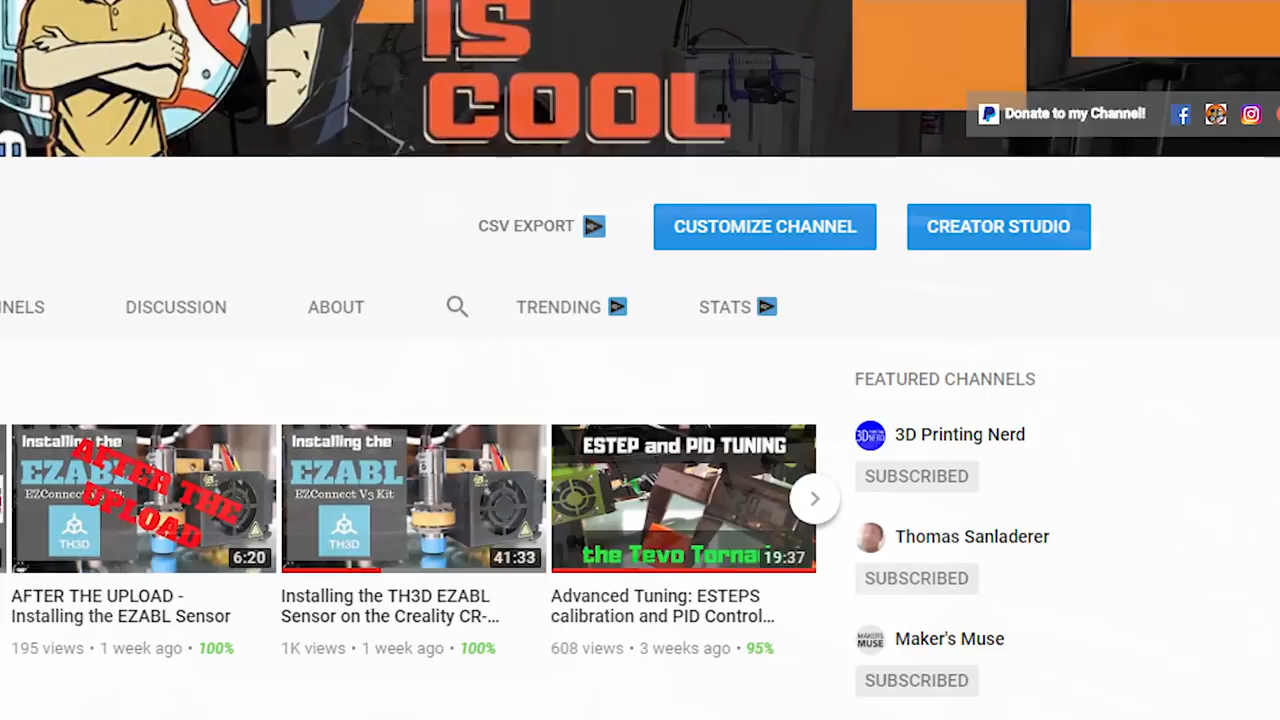 IS
COOL
Donate to my Channel!
CSV EXPORT
CUSTOMIZE CHANNEL
CREATOR STUDIO
NELS
DISCUSSION
ABOUT
TRENDING
STATS
FEATURED CHANNELS
Installing the
EZABL
EZConnect V3 Kit
TH3D
AFTER THE
UPLOAD
6:20
Installing the
EZABL
EZConnect V3 Kit
TH3D
41:33
ESTEP and PID TUNING
the Tevo Torna
19:37
AFTER THE UPLOAD -
Installing the EZABL Sensor
195 views • 1 week ago • 100%
Installing the TH3D EZABL
Sensor on the Creality CR-...
1K views • 1 week ago • 100%
Advanced Tuning: ESTEPS
calibration and PID Control...
608 views • 3 weeks ago • 95%
3D Printing Nerd
SUBSCRIBED
Thomas Sanladerer
SUBSCRIBED
MAKER'S
MUSE
Maker's Muse
SUBSCRIBED